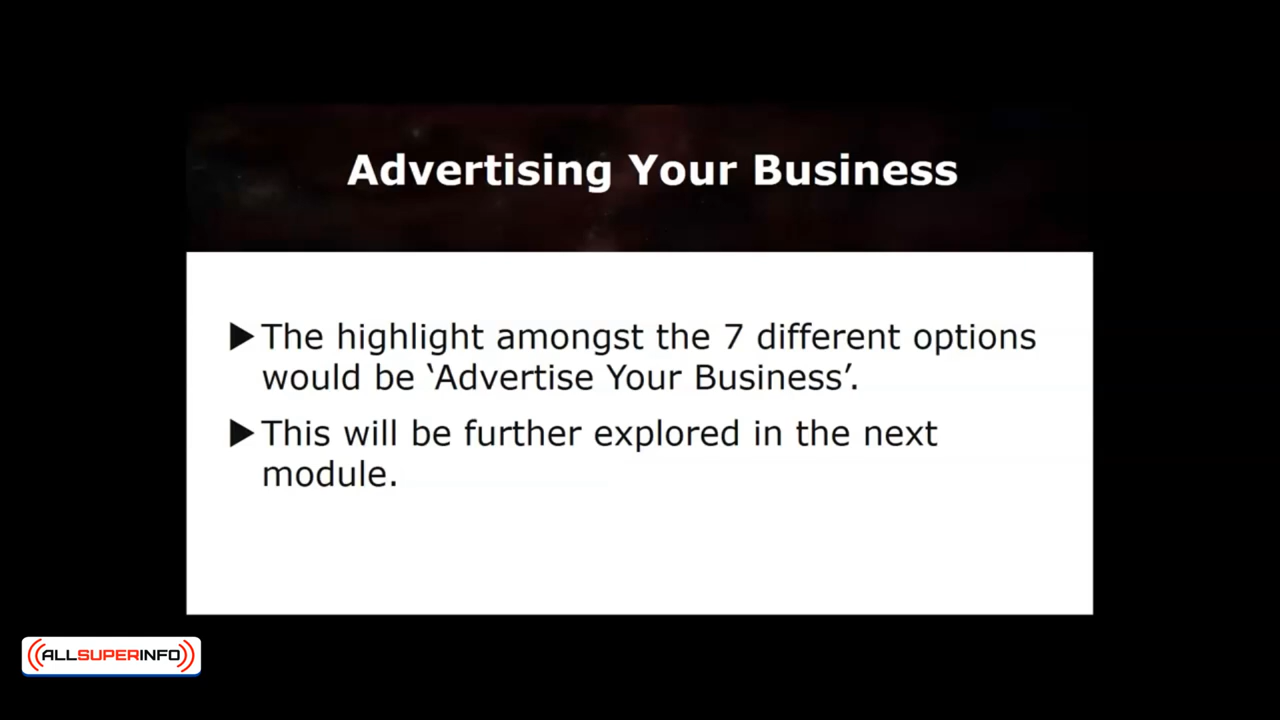 Advertising Your Business
▶The highlight amongst the 7 different options
would be ‘Advertise Your Business’.
▶This will be further explored in the next
module.
ALLSUPERINFO